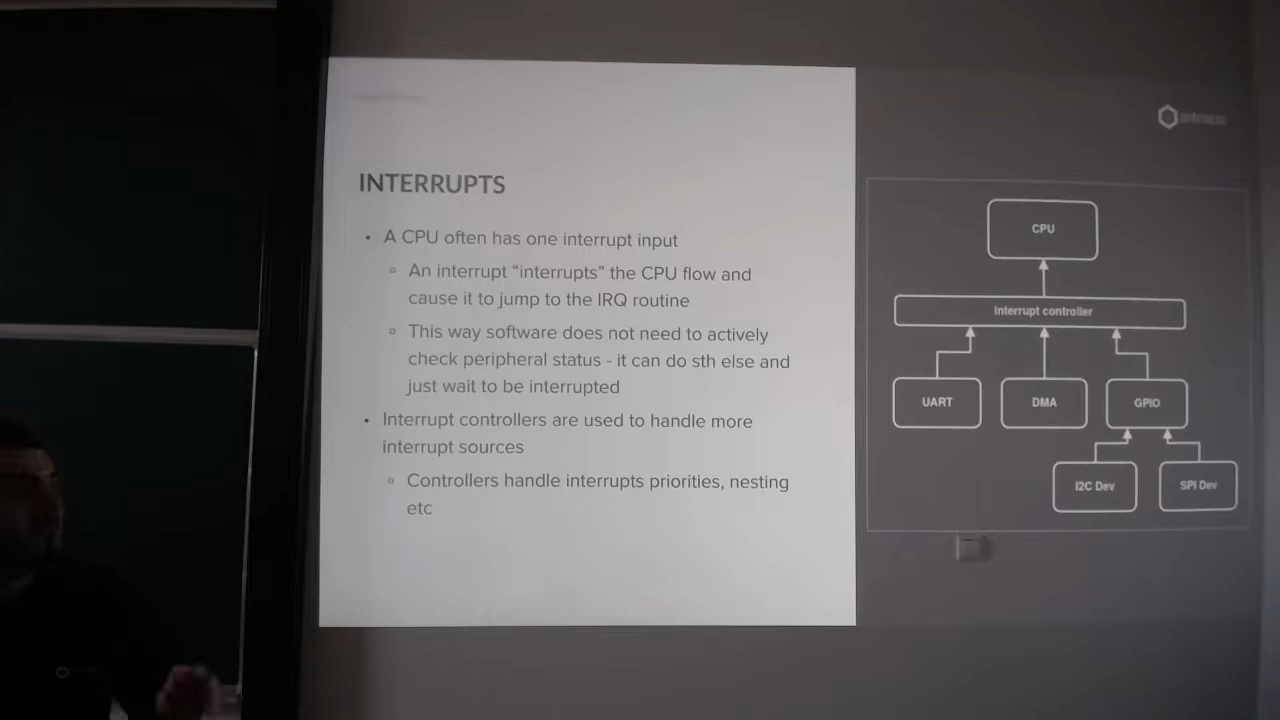 antmicro
INTERRUPTS
• A CPU often has one interrupt input
▫ An interrupt “interrupts” the CPU flow and
cause it to jump to the IRQ routine
▫ This way software does not need to actively
check peripheral status - it can do sth else and
just wait to be interrupted
• Interrupt controllers are used to handle more
interrupt sources
▫ Controllers handle interrupts priorities, nesting
etc
CPU
Interrupt controller
UART
DMA
GPIO
I2C Dev
SPI Dev